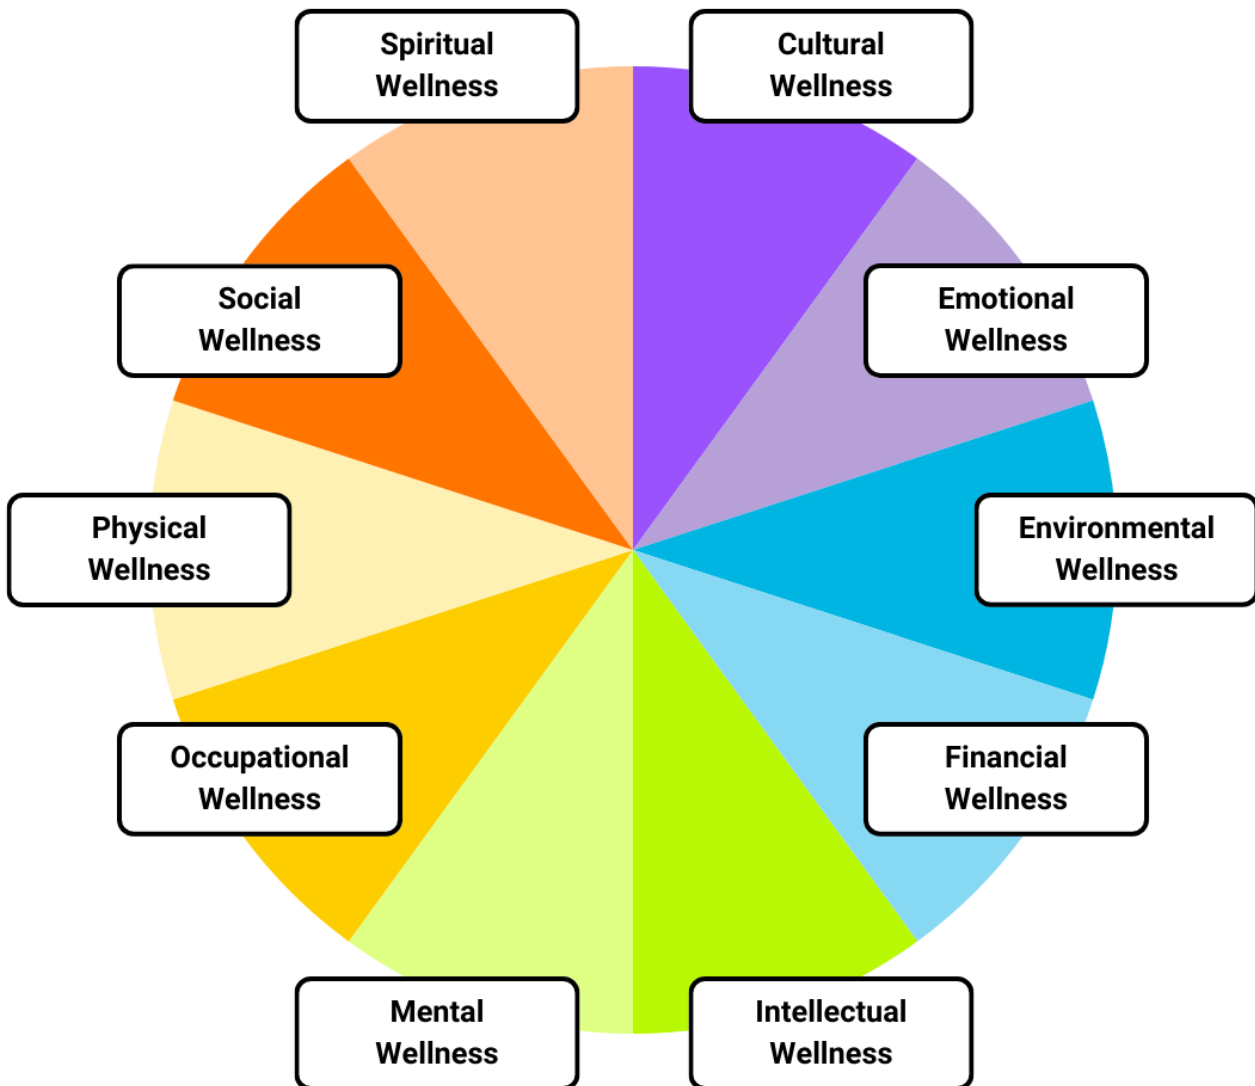 Spiritual
Wellness
Cultural
Wellness
Social
Wellness
Emotional
Wellness
Physical
Wellness
Environmental
Wellness
Occupational
Wellness
Financial
Wellness
Mental
Wellness
Intellectual
Wellness